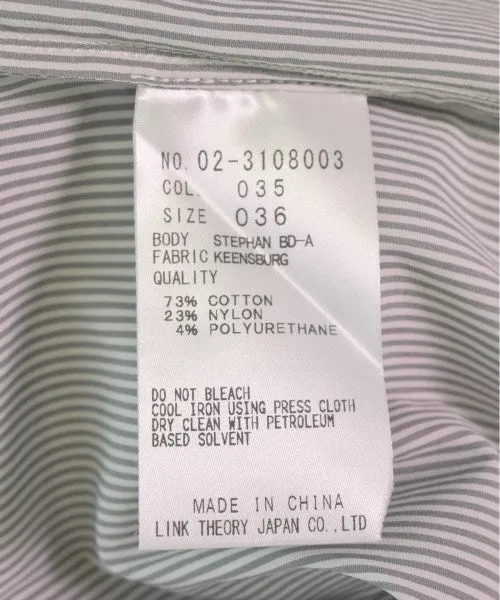 NO. 02-3108003
COL. 035
SIZE 036
BODY STEPHAN BD-A
FABRIC KEENSBURG
QUALITY
73% COTTON
23% NYLON
4% POLYURETHANE
DO NOT BLEACH
COOL IRON USING PRESS CLOTH
DRY CLEAN WITH PETROLEUM
BASED SOLVENT
MADE IN CHINA
LINK THEORY JAPAN CO.,LTD